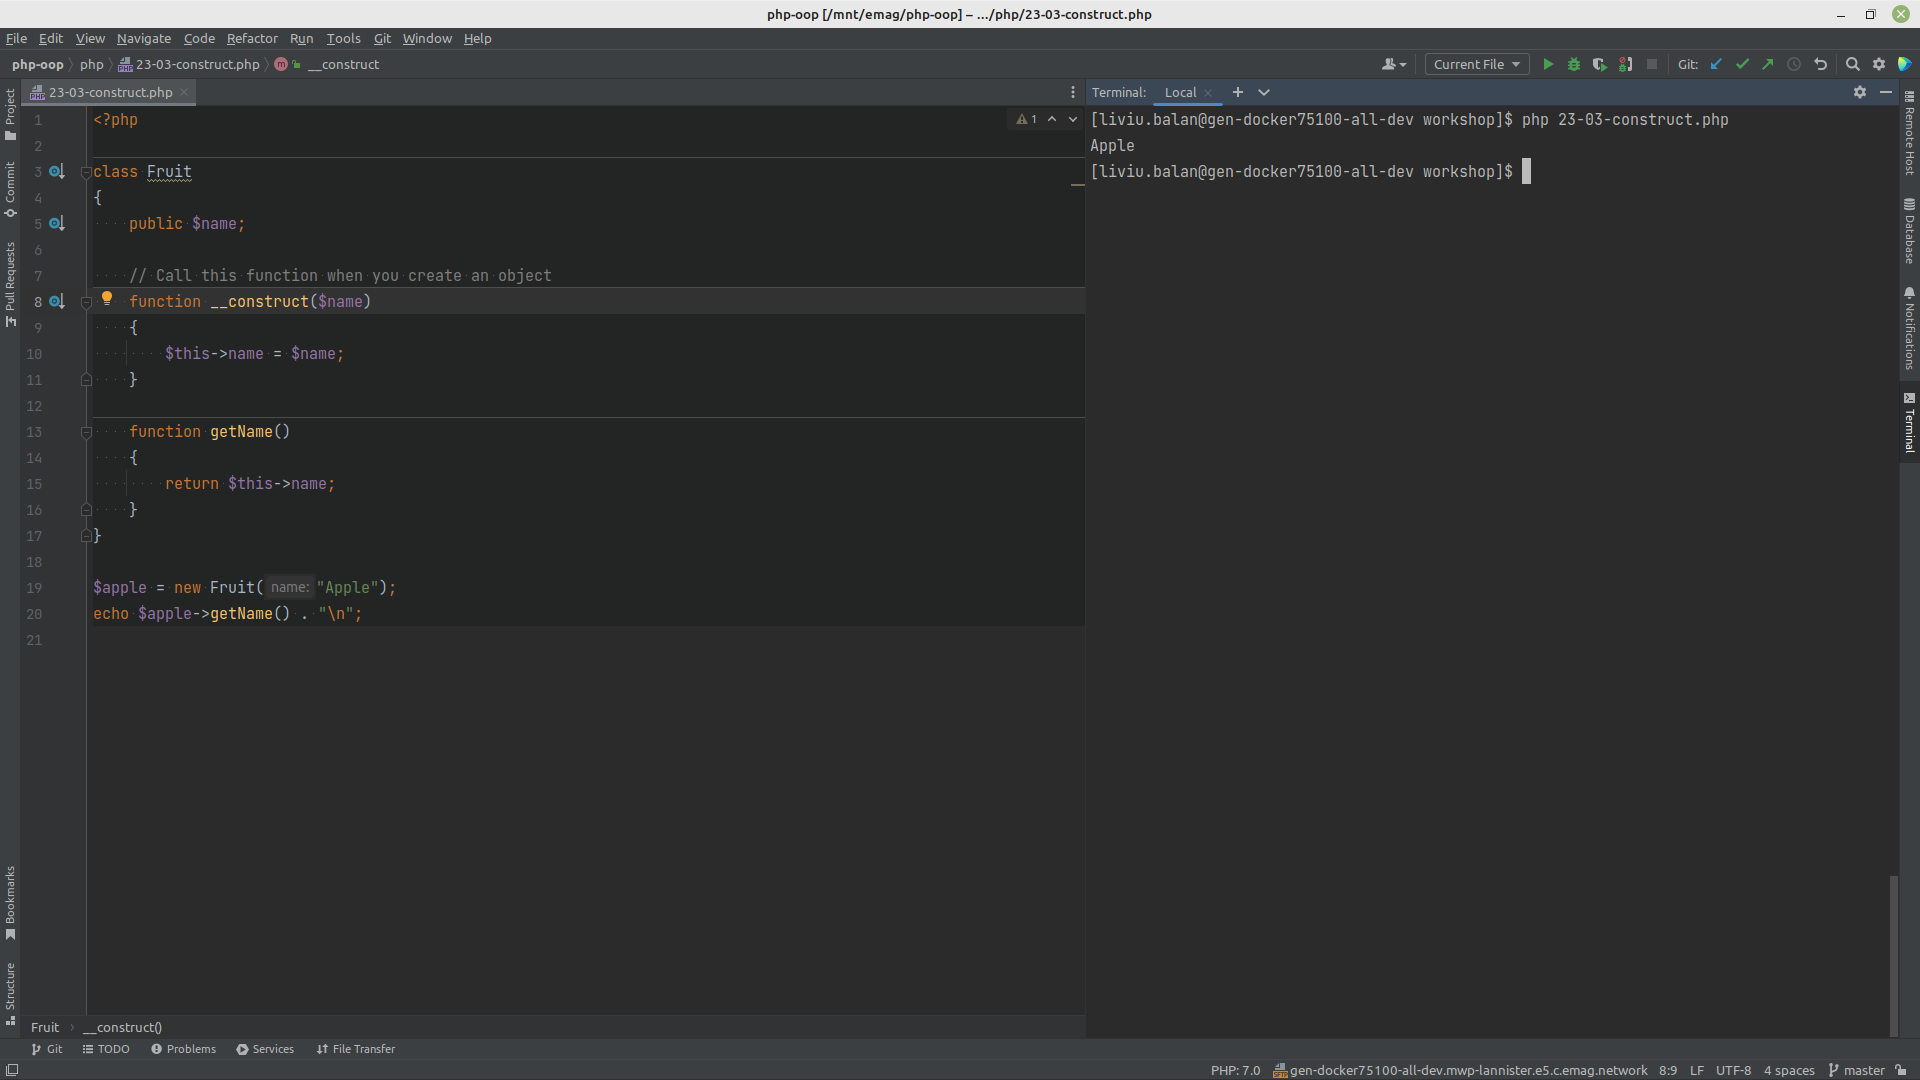 php-oop [/mnt/emag/php-oop] – .../php/23-03-construct.php
File Edit View Navigate Code Refactor Run Tools Git Window Help
php-oop php 23-03-construct.php m __construct Current File Git:
23-03-construct.php
Terminal: Local
Project
Commit
Pull Requests
Bookmarks
Structure
1 <?php
2
3 class Fruit
4 {
5 public $name;
6
7 // Call this function when you create an object
8 function __construct($name)
9 {
10 $this->name = $name;
11 }
12
13 function getName()
14 {
15 return $this->name;
16 }
17 }
18
19 $apple = new Fruit( name: "Apple");
20 echo $apple->getName() . "\n";
21
1
[liviu.balan@gen-docker75100-all-dev workshop]$ php 23-03-construct.php
Apple
[liviu.balan@gen-docker75100-all-dev workshop]$
Remote Host
Database
Notifications
Terminal
Fruit __construct()
Git TODO Problems Services File Transfer
PHP: 7.0 gen-docker75100-all-dev.mwp-lannister.e5.c.emag.network 8:9 LF UTF-8 4 spaces master